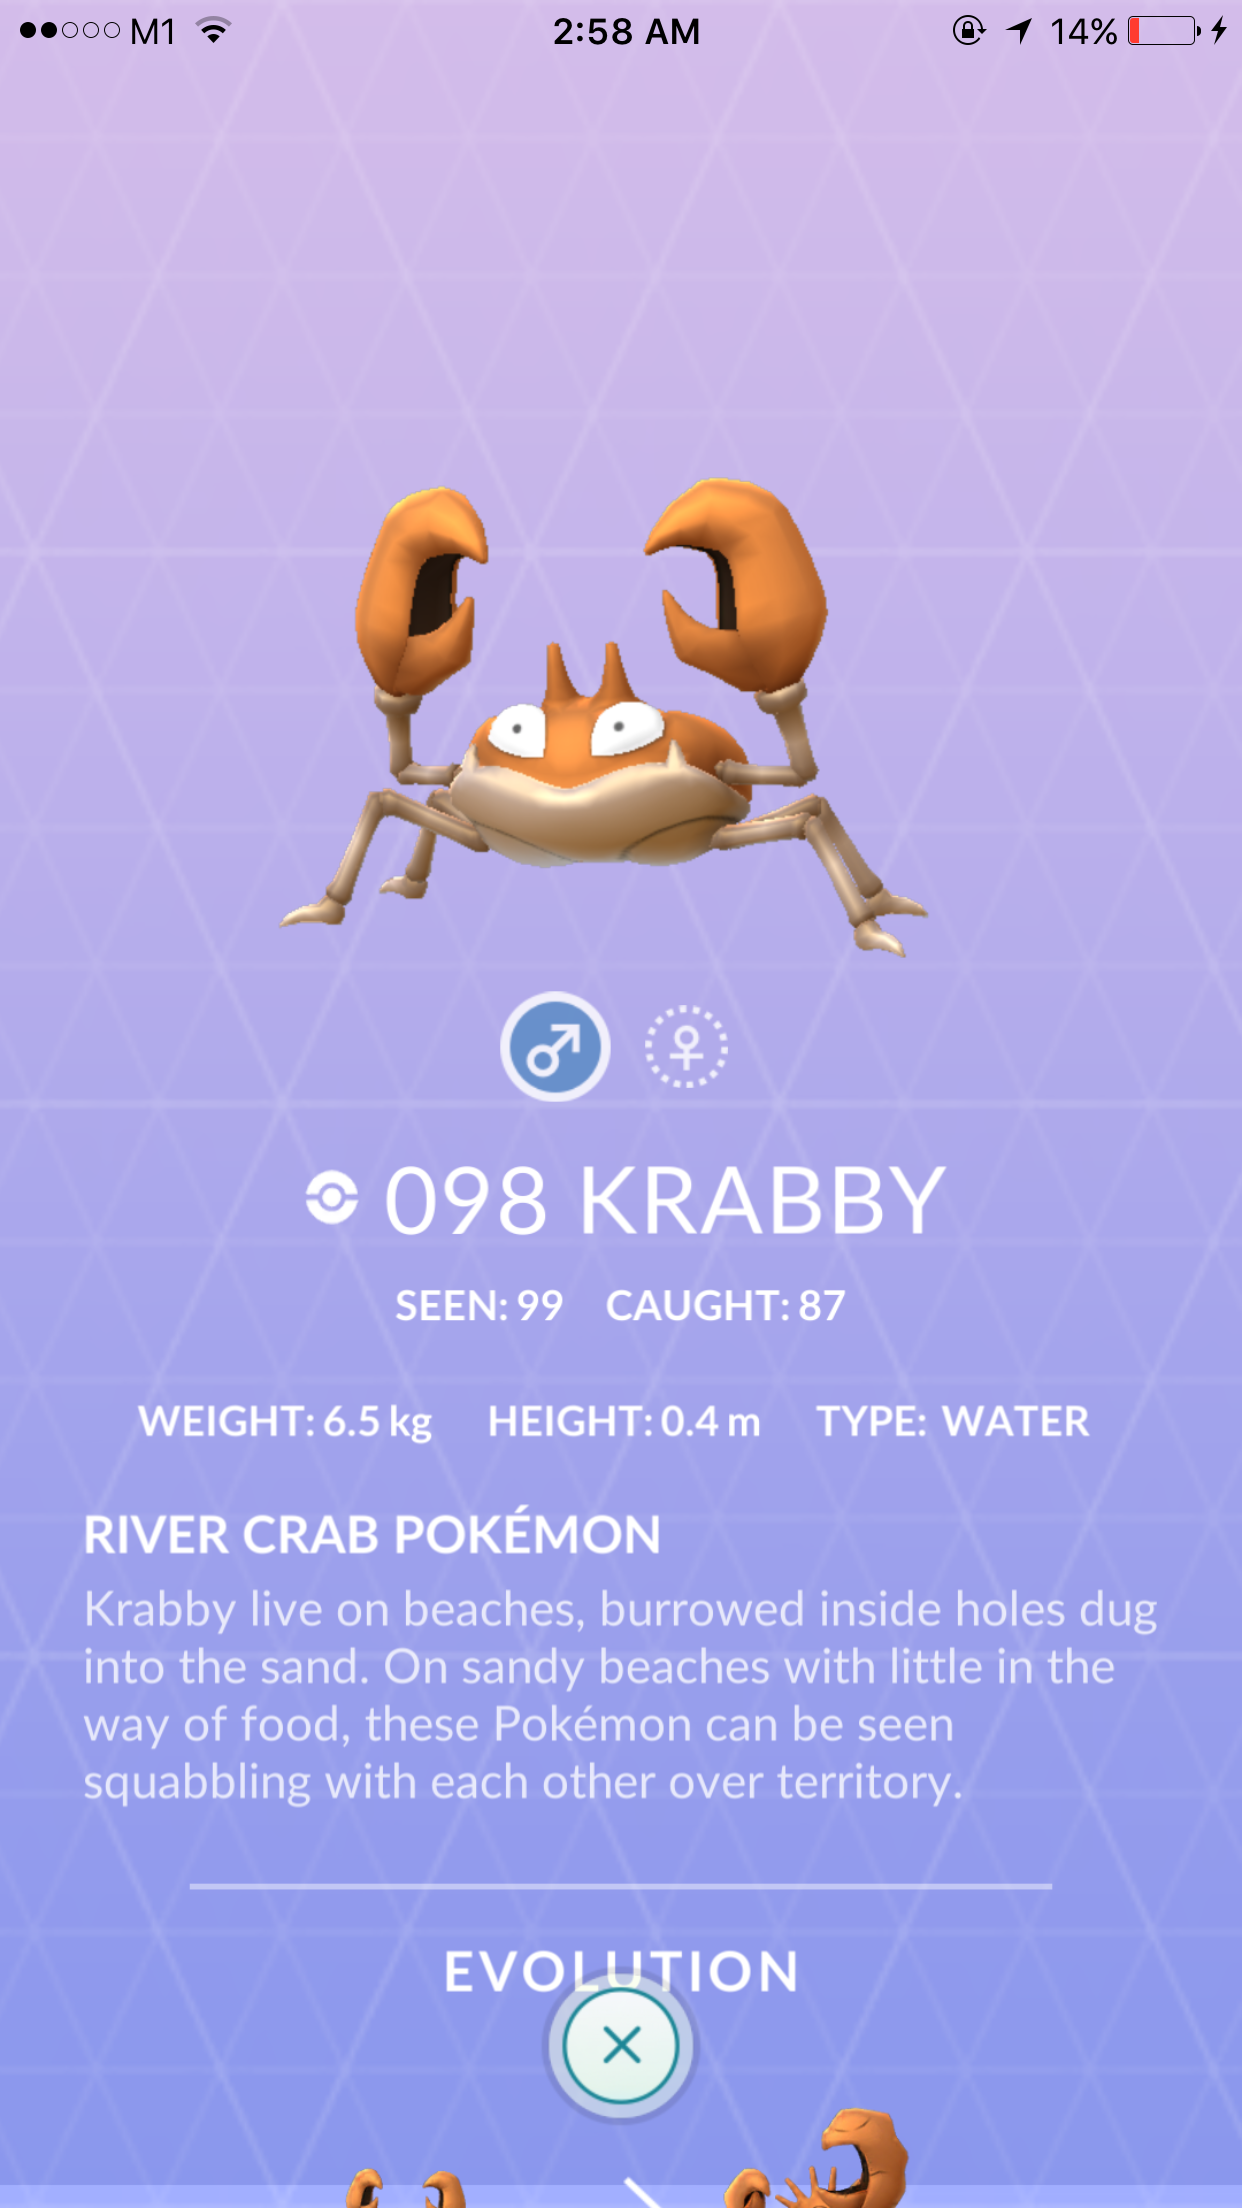 M1 2:58 AM 14%
098 KRABBY
SEEN: 99 CAUGHT: 87
WEIGHT: 6.5 kg HEIGHT: 0.4 m TYPE: WATER
RIVER CRAB POKÉMON
Krabby live on beaches, burrowed inside holes dug
into the sand. On sandy beaches with little in the
way of food, these Pokémon can be seen
squabbling with each other over territory.
EVOLUTION